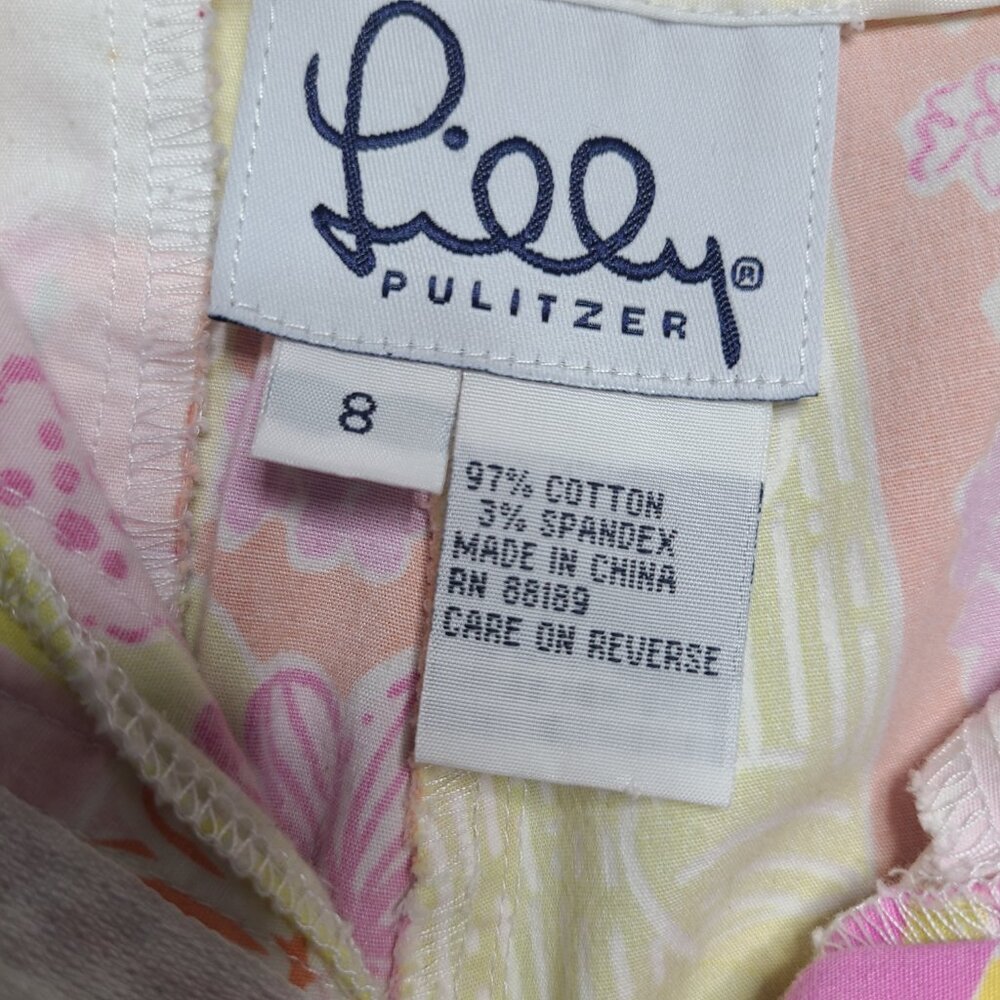 Lilly®
PULITZER
8
97% COTTON
3% SPANDEX
MADE IN CHINA
RN 88189
CARE ON REVERSE